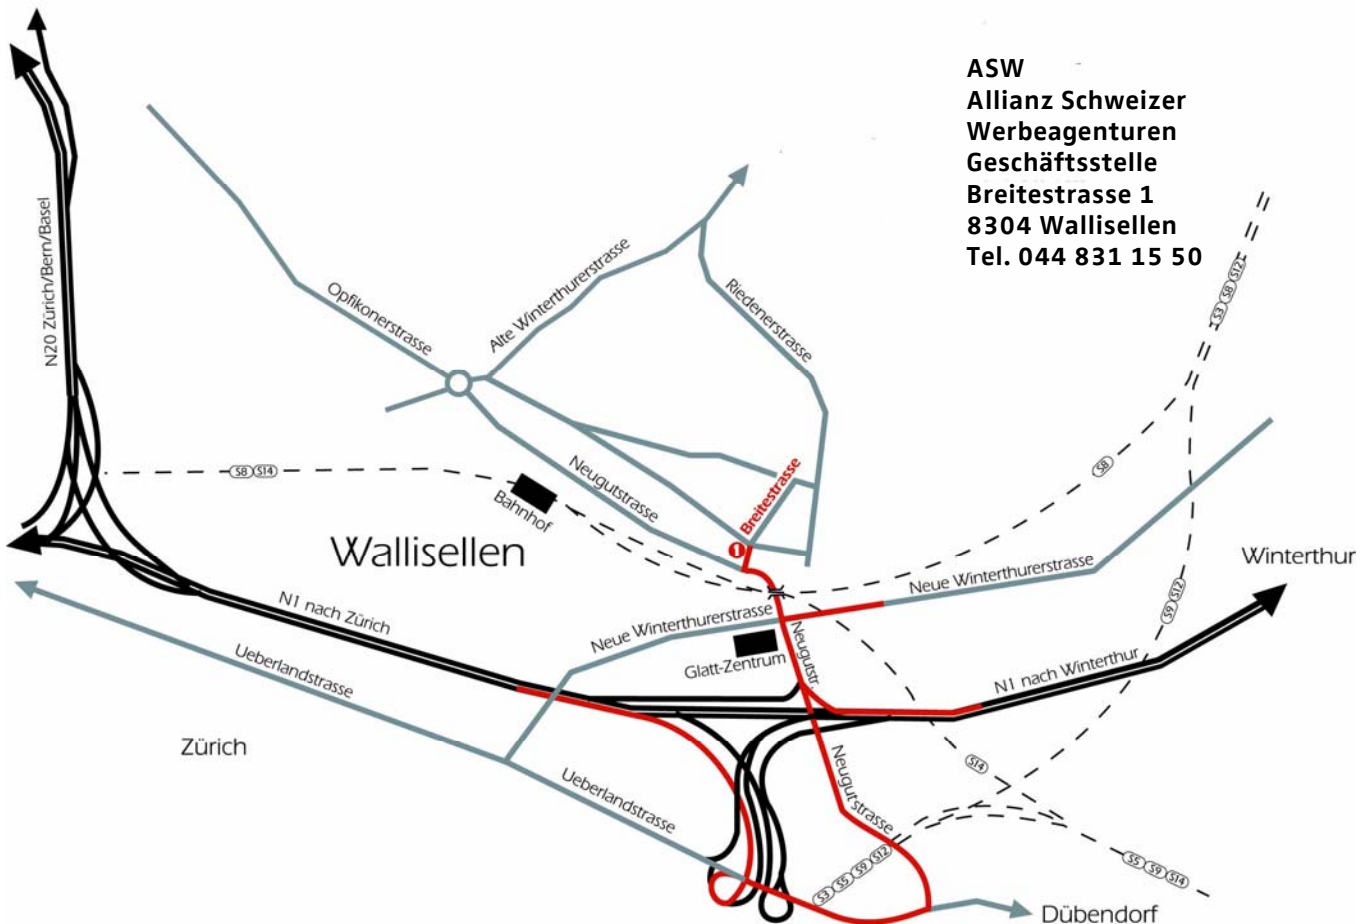 ASW
Allianz Schweizer
Werbeagenturen
Geschäftsstelle
Breitestrasse 1
8304 Wallisellen
Tel. 044 831 15 50
N20 Zürich/Bern/Basel
Opfikonerstrasse
Alte Winterthurerstrasse
Riedenerstrasse
S3 S8 S12
S8 S14
Bahnhof
Neugutstrasse
Breitestrasse
S8
1
Wallisellen
Winterthur
N1 nach Zürich
Neue Winterthurerstrasse
Neue Winterthurerstrasse
S9 S12
Glatt-Zentrum
Neugutstr.
N1 nach Winterthur
Ueberlandstrasse
Zürich
Ueberlandstrasse
Neugutstrasse
S14
S3 S5 S9 S12
S5 S9 S14
Dübendorf